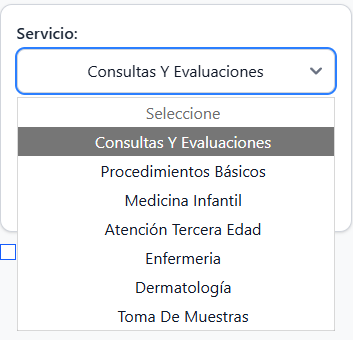 Servicio:
Consultas Y Evaluaciones
Seleccione
Consultas Y Evaluaciones
Procedimientos Básicos
Medicina Infantil
Atención Tercera Edad
Enfermeria
Dermatología
Toma De Muestras